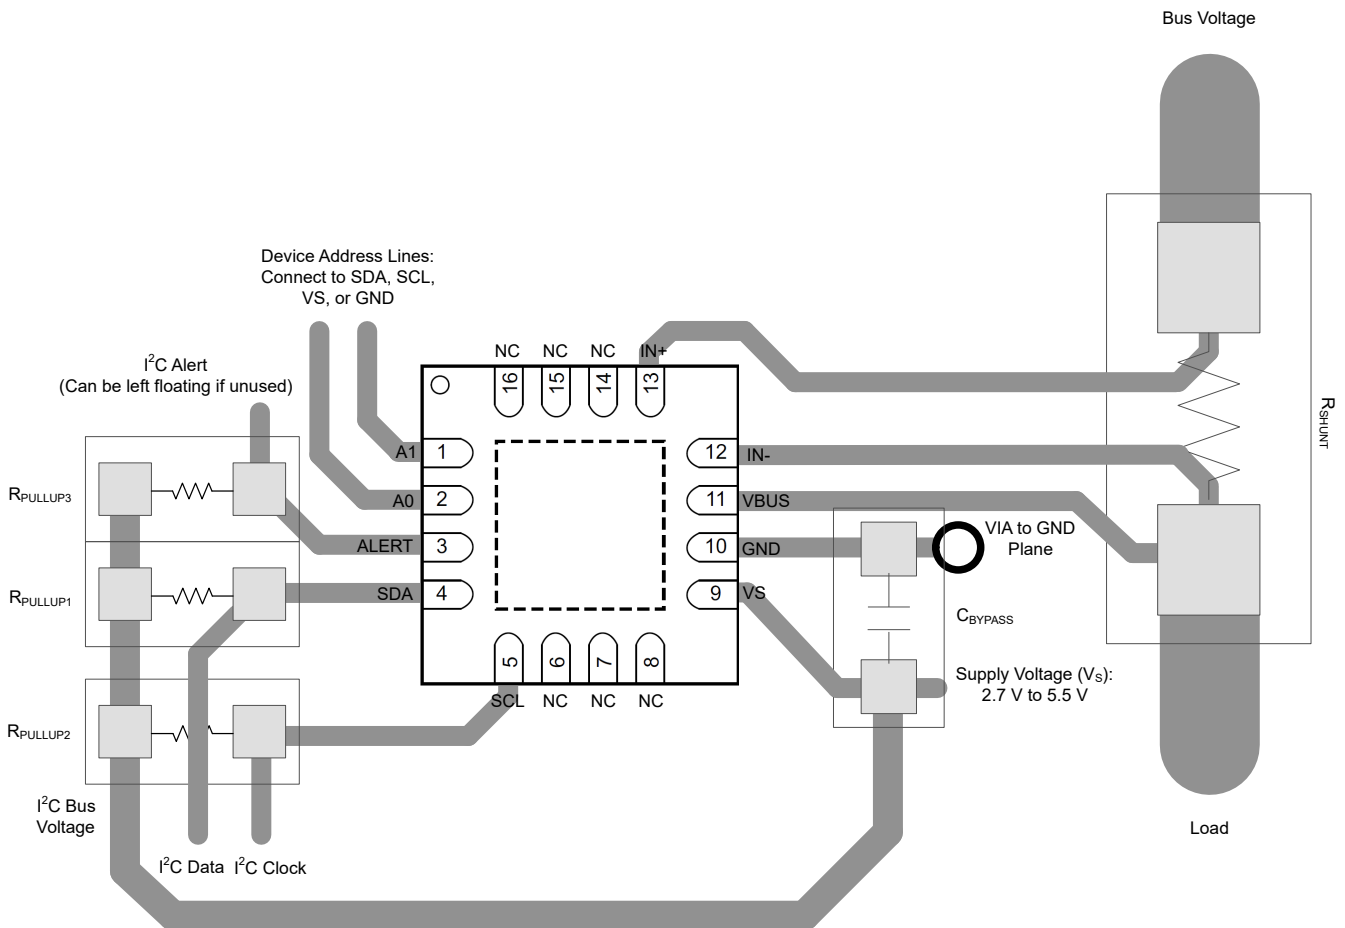 Bus Voltage
Device Address Lines:
Connect to SDA, SCL,
VS, or GND
I²C Alert
(Can be left floating if unused)
NC
NC
NC
IN+
16
15
14
13
A1
1
12
IN-
A0
2
11
VBUS
ALERT
3
10
GND
SDA
4
9
VS
5
6
7
8
SCL
NC
NC
NC
RPULLUP3
RPULLUP1
RPULLUP2
VIA to GND
Plane
CBYPASS
Supply Voltage (VS):
2.7 V to 5.5 V
RSHUNT
I²C Bus
Voltage
I²C Data
I²C Clock
Load